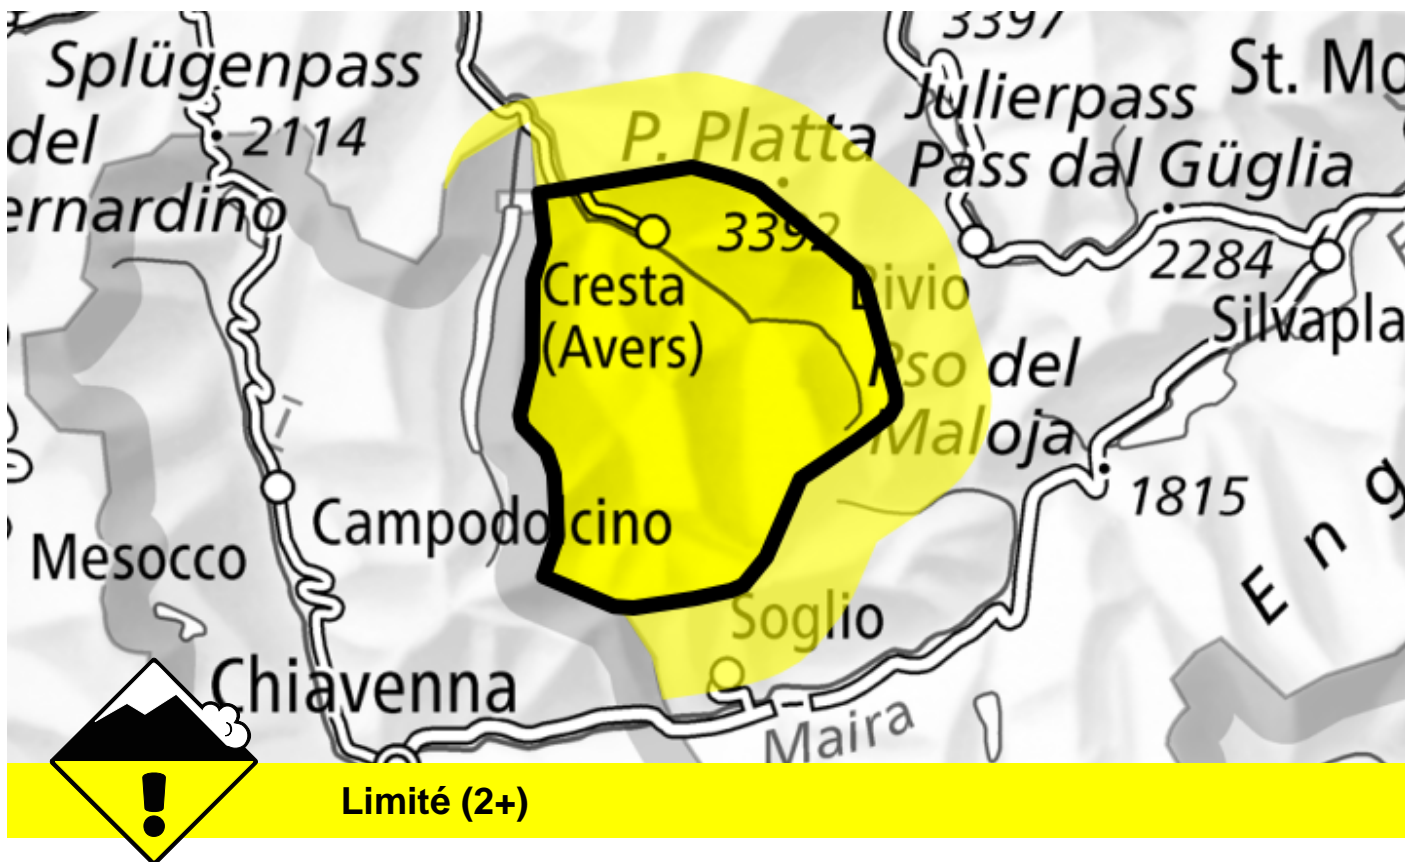 3397
Splügenpass
St. Mo
Julierpass
del
2114
P. Platta
Pass dal Güglia
ernardino
3392
2284
Cresta
Bivio
Silvapla
(Avers)
Pso del
Maloja
1815
E n g
Campodolcino
Mesocco
Soglio
Chiavenna
Maira
Limité (2+)